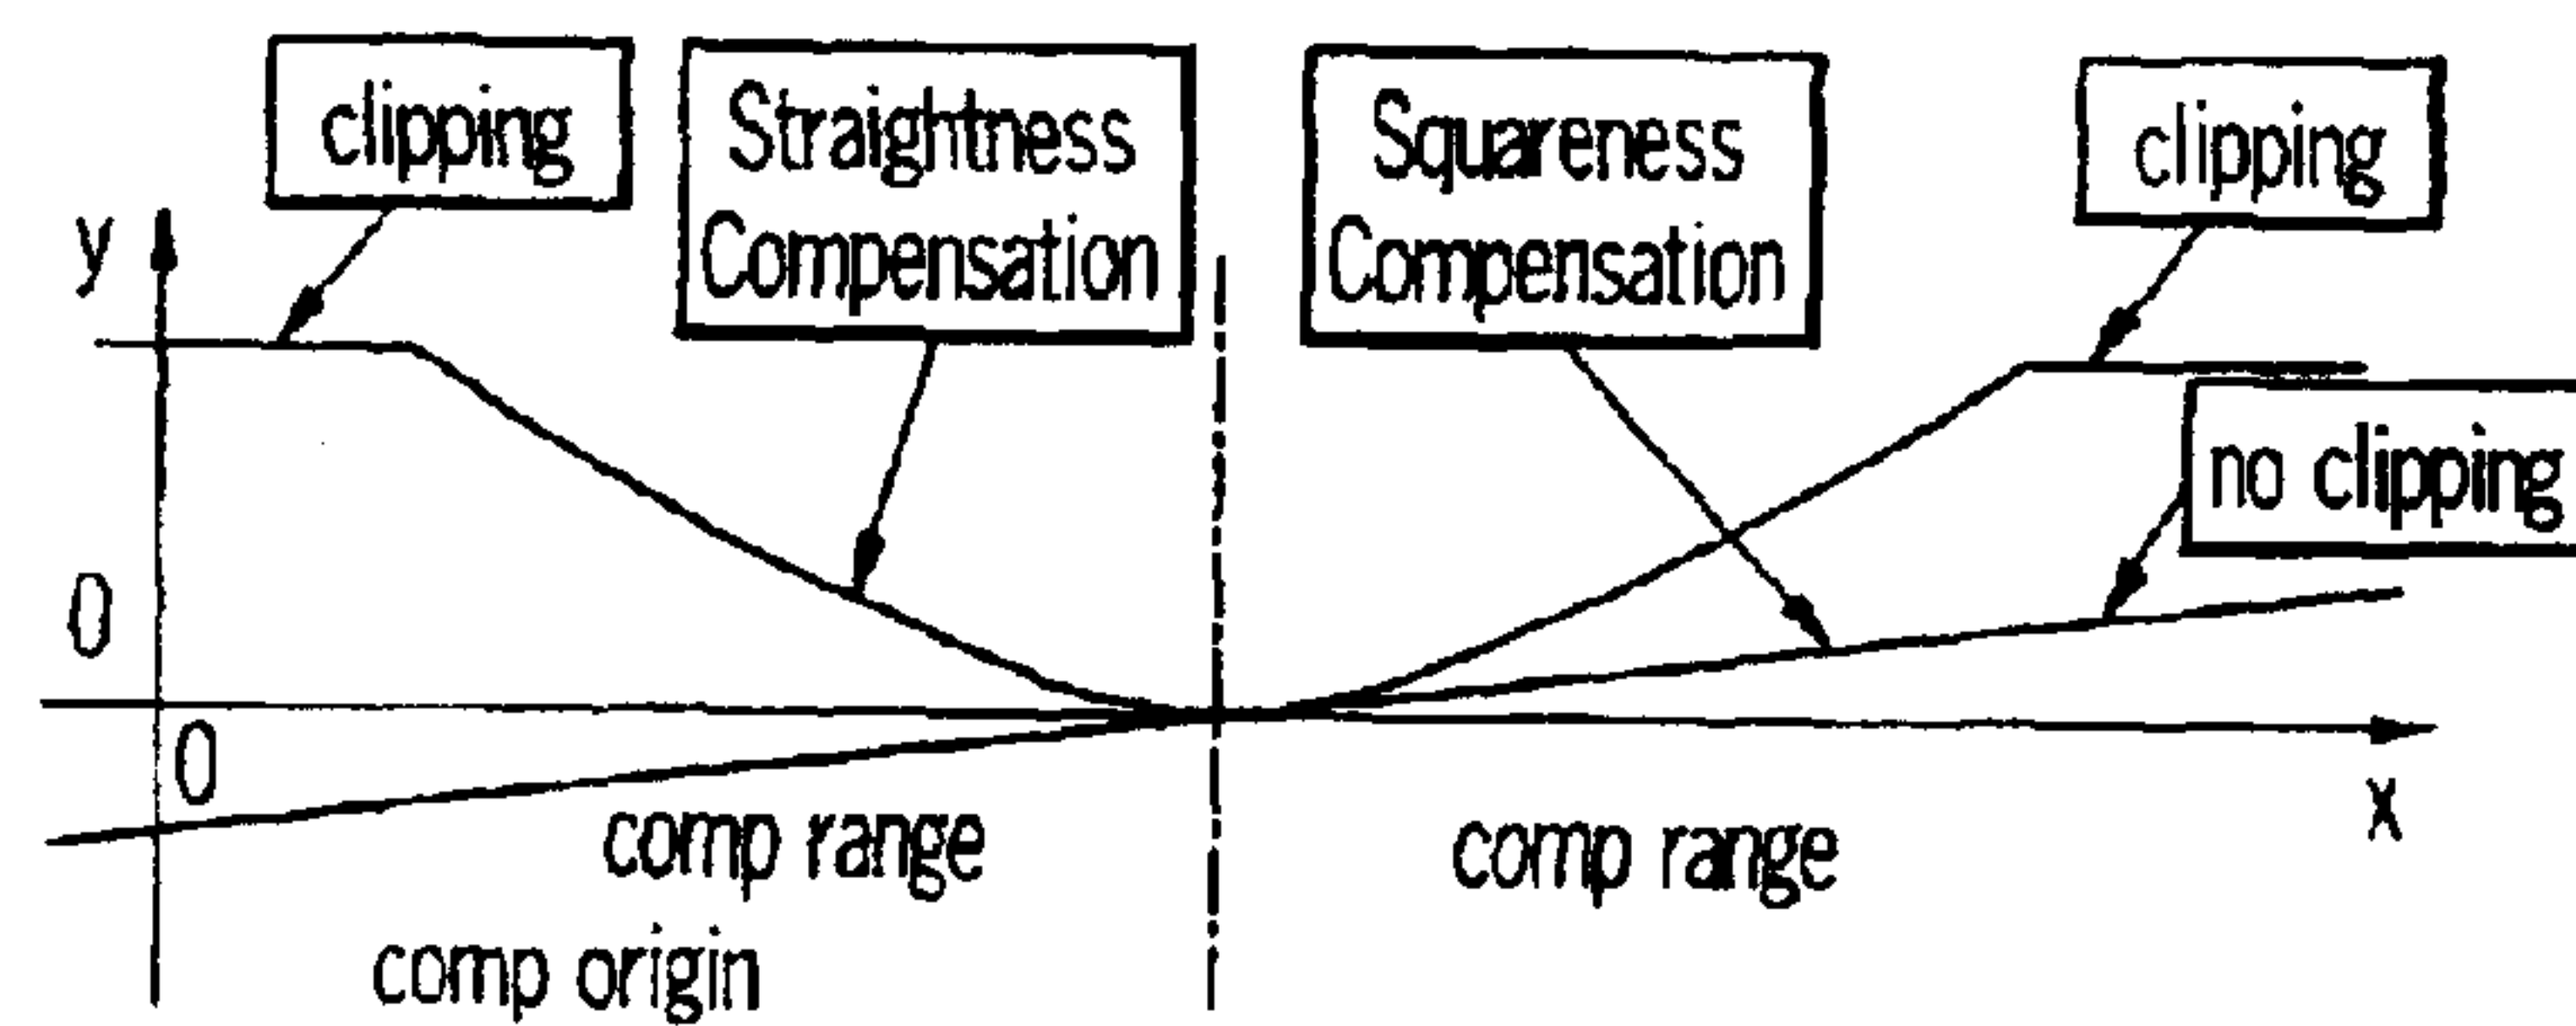 clipping
Straightness
Compensation
Squareness
Compensation
clipping
y
no clipping
0
0
x
comp range
comp range
comp origin